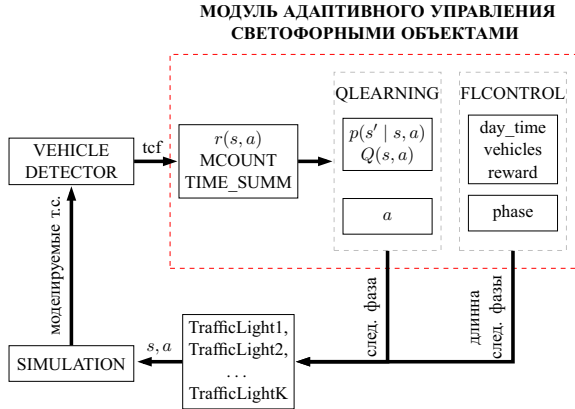 МОДУЛЬ АДАПТИВНОГО УПРАВЛЕНИЯ
СВЕТОФОРНЫМИ ОБЪЕКТАМИ
QLEARNING
FLCONTROL
VEHICLE
DETECTOR
tcf
r(s, a)
MCOUNT
TIME_SUMM
p(s′ | s, a)
Q(s, a)
day_time
vehicles
reward
a
phase
моделируемые т.с.
след. фаза
длинна
след. фазы
SIMULATION
s, a
TrafficLight1,
TrafficLight2,
...
TrafficLightK